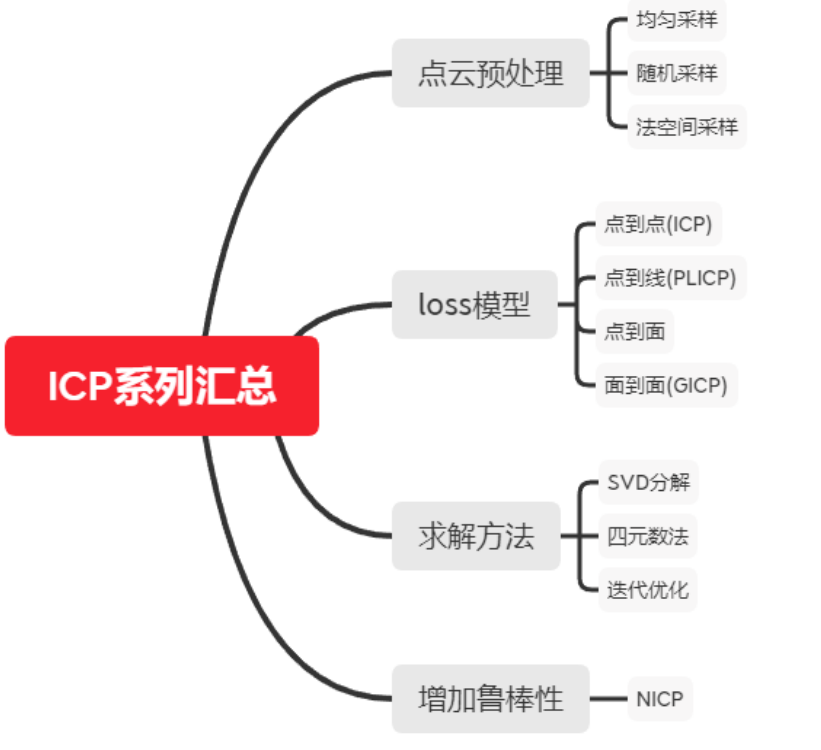 ICP系列汇总
点云预处理
均匀采样
随机采样
法空间采样
loss模型
点到点(ICP)
点到线(PLICP)
点到面
面到面(GICP)
求解方法
SVD分解
四元数法
迭代优化
增加鲁棒性
NICP